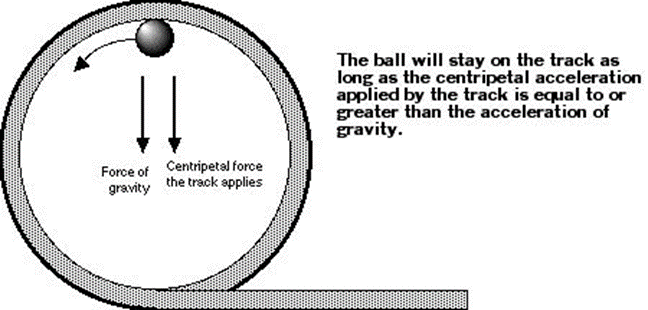 The ball will stay on the track as
long as the centripetal acceleration
applied by the track is equal to or
greater than the acceleration of
gravity.
Force of
gravity
Centripetal force
the track applies